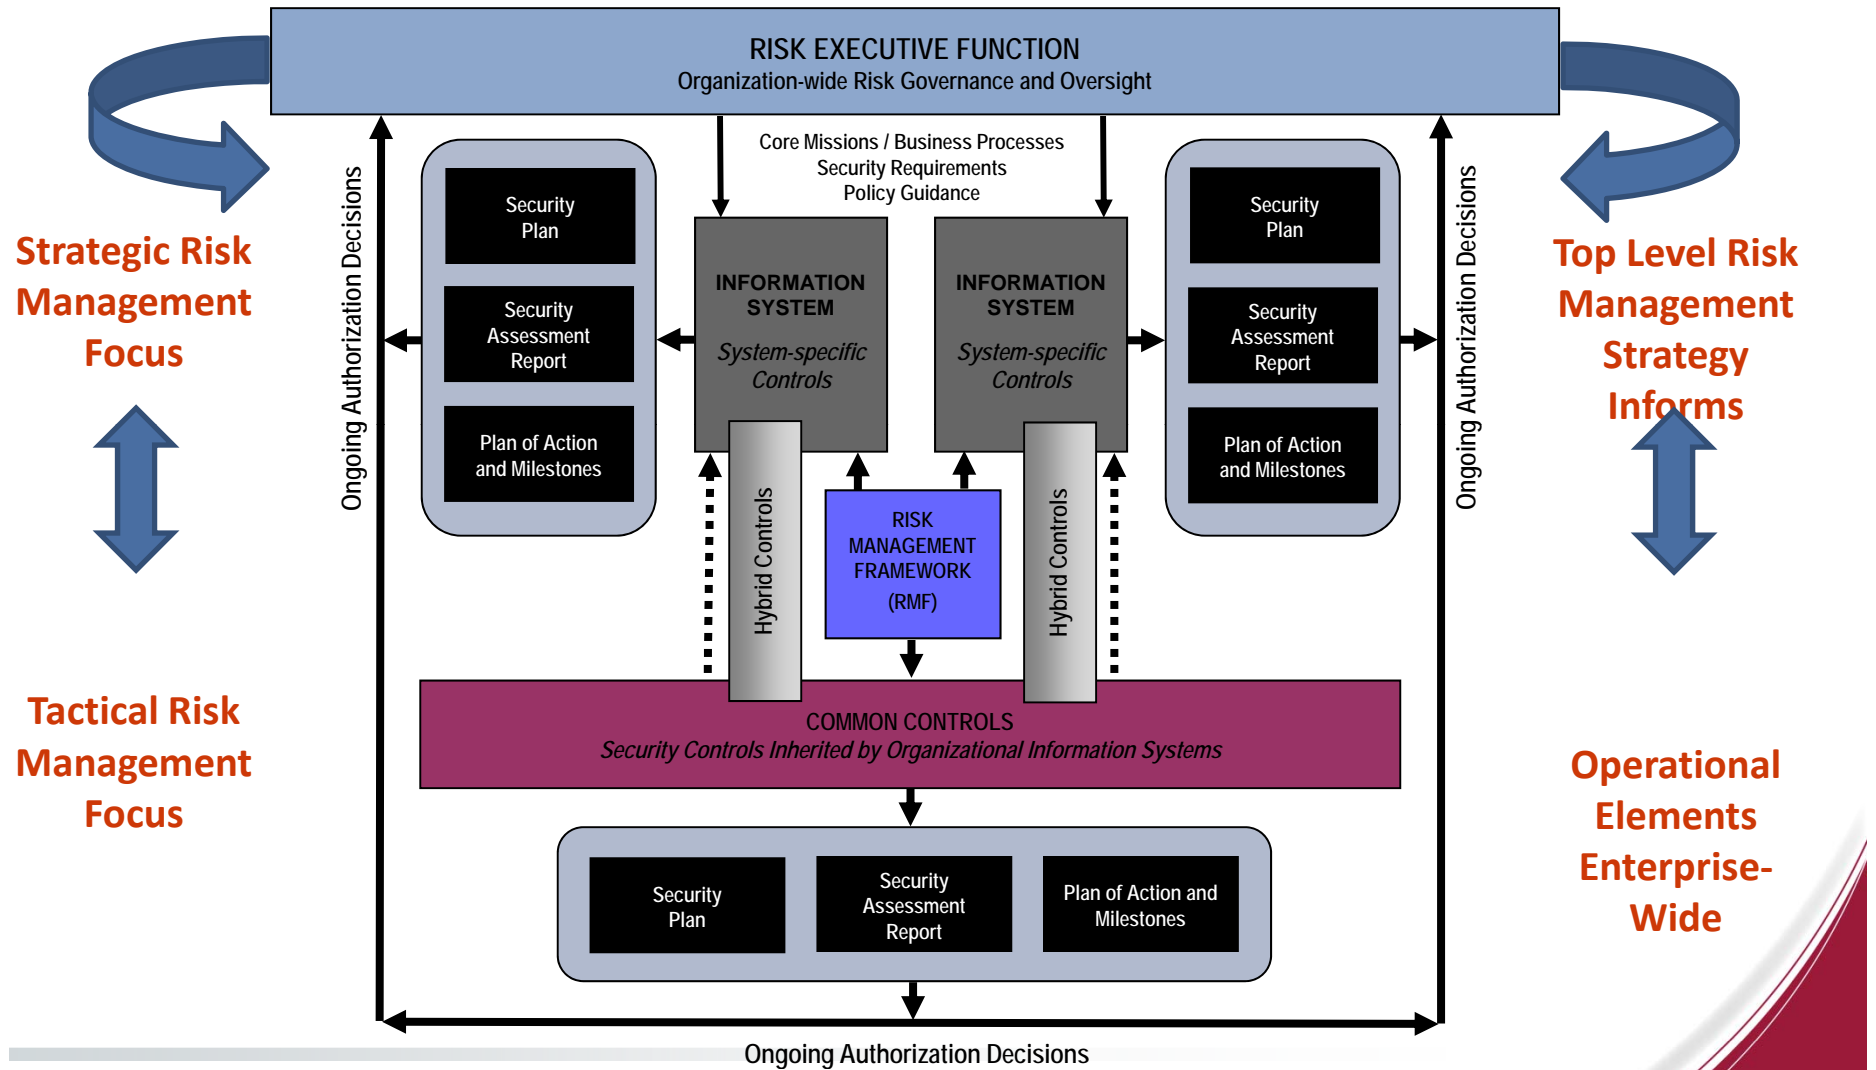 RISK EXECUTIVE FUNCTION
Organization-wide Risk Governance and Oversight
Core Missions / Business Processes
Security Requirements
Policy Guidance
Strategic Risk
Management
Focus
Tactical Risk
Management
Focus
Ongoing Authorization Decisions
Security
Plan
Security
Assessment
Report
Plan of Action
and Milestones
INFORMATION
SYSTEM
System-specific
Controls
INFORMATION
SYSTEM
System-specific
Controls
Security
Plan
Security
Assessment
Report
Plan of Action
and Milestones
Ongoing Authorization Decisions
Top Level Risk
Management
Strategy
Informs
Operational
Elements
Enterprise-
Wide
Hybrid Controls
RISK
MANAGEMENT
FRAMEWORK
(RMF)
Hybrid Controls
COMMON CONTROLS
Security Controls Inherited by Organizational Information Systems
Security
Plan
Security
Assessment
Report
Plan of Action and
Milestones
Ongoing Authorization Decisions